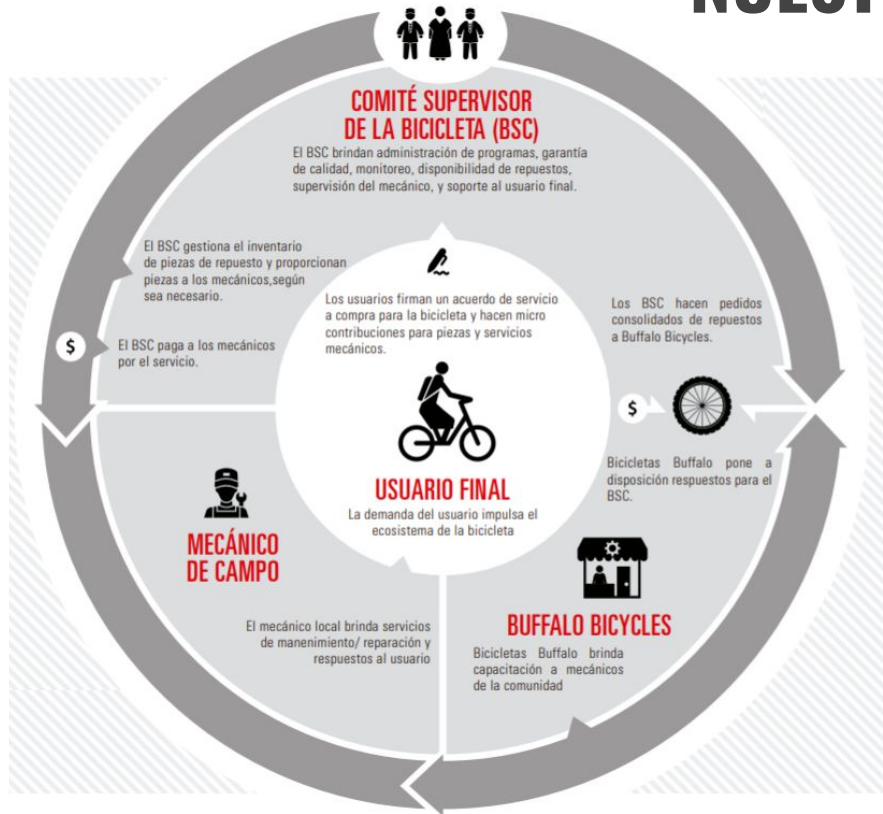 COMITÉ SUPERVISOR
DE LA BICICLETA (BSC)
El BSC brindan administración de programas, garantía
de calidad, monitoreo, disponibilidad de repuestos,
supervisión del mecánico, y soporte al usuario final.
El BSC gestiona el inventario
de piezas de repuesto y proporcionan
piezas a los mecánicos,según
sea necesario.
$
El BSC paga a los mecánicos
por el servicio.
Los usuarios firman un acuerdo de servicio
a compra para la bicicleta y hacen micro
contribuciones para piezas y servicios
mecánicos.
Los BSC hacen pedidos
consolidados de repuestos
a Buffalo Bicycles.
$
Bicicletas Buffalo pone a
disposición respuestos para el
BSC.
USUARIO FINAL
La demanda del usuario impulsa el
ecosistema de la bicicleta
MECÁNICO
DE CAMPO
El mecánico local brinda servicios
de manenimiento/ reparación y
respuestos al usuario
BUFFALO BICYCLES
Bicicletas Buffalo brinda
capacitación a mecánicos
de la comunidad